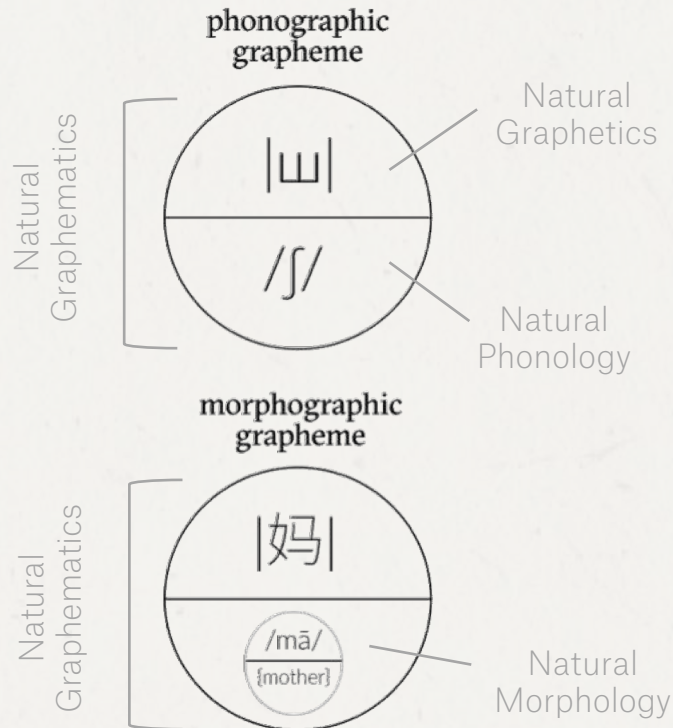 phonographic
grapheme
Natural
Graphematics
|ш|
/ʃ/
Natural
Graphetics
Natural
Phonology
morphographic
grapheme
Natural
Graphematics
|妈|
/mā/
{mother}
Natural
Morphology